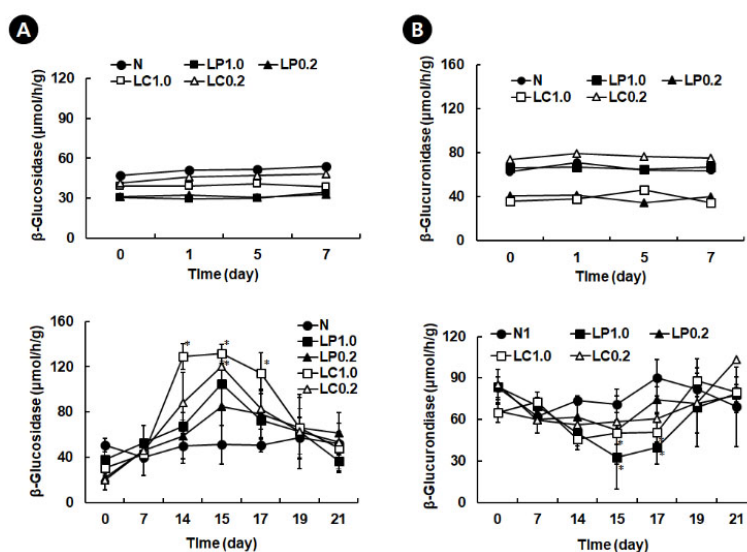 A
B
N LP1.0 LP0.2
LC1.0 LC0.2
β-Glucosidase (μmol/h/g)
120
90
60
30
0
0 1 5 7
Time (day)
N LP1.0 LP0.2
LC1.0 LC0.2
β-Glucuronidase (μmol/h/g)
160
120
80
40
0
0 1 5 7
Time (day)
N
LP1.0
LP0.2
LC1.0
LC0.2
β-Glucosidase (μmol/h/g)
160
120
80
40
0
* * * *
0 7 14 15 17 19 21
Time (day)
N1 LP1.0 LP0.2
LC1.0 LC0.2
β-Glucurondiase (μmol/h/g)
120
90
60
30
0
* * *
0 7 14 15 17 19 21
Time (day)